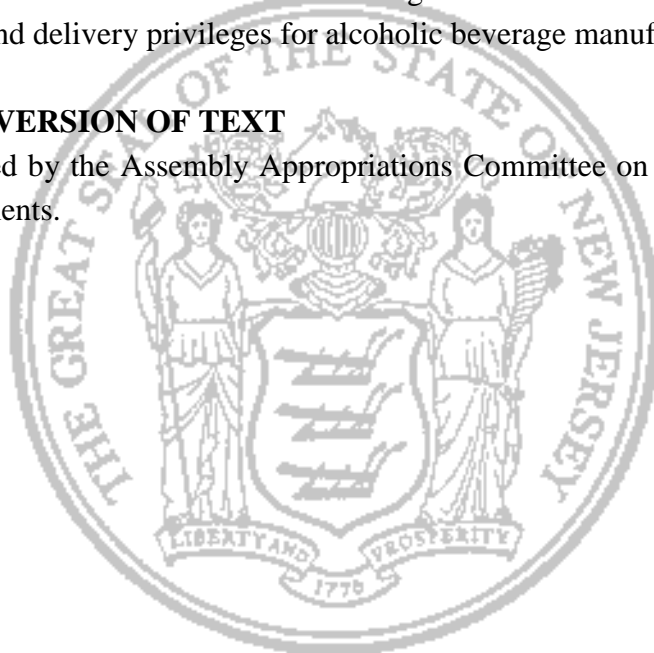 nd delivery privileges for alcoholic beverage manuf
VERSION OF TEXT
ed by the Assembly Appropriations Committee on
nents.
THE GREAT SEAL OF THE STATE OF NEW JERSEY
LIBERTY AND PROSPERITY
1776